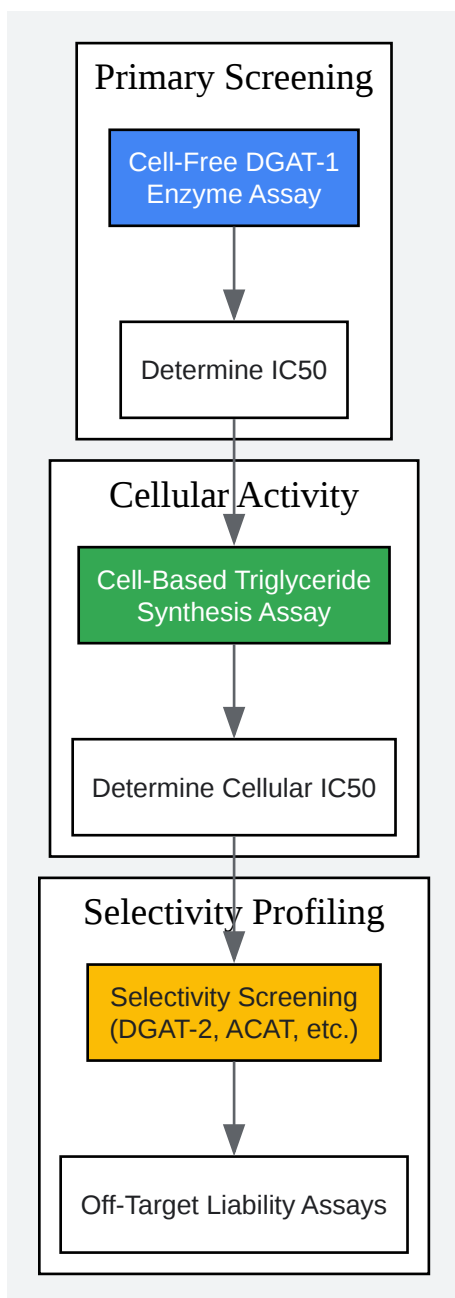 Primary Screening
Cell-Free DGAT-1
Enzyme Assay
Determine IC50
Cellular Activity
Cell-Based Triglyceride
Synthesis Assay
Determine Cellular IC50
Selectivity Profiling
Selectivity Screening
(DGAT-2, ACAT, etc.)
Off-Target Liability Assays